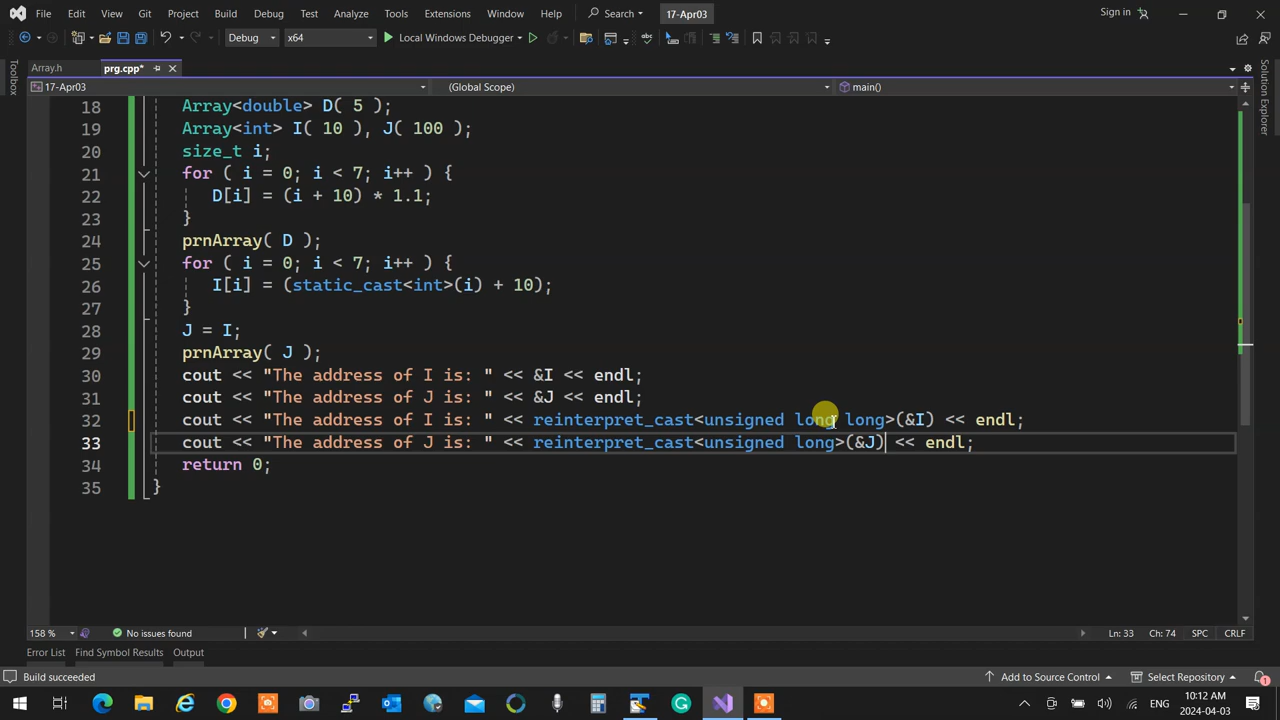 File Edit View Git Project Build Debug Test Analyze Tools Extensions Window Help Search 17-Apr03 Sign in
Debug x64 Local Windows Debugger
Array.h prg.cpp*
17-Apr03 (Global Scope) main()
Toolbox
Solution Explorer
18 Array<double> D( 5 );
19 Array<int> I( 10 ), J( 100 );
20 size_t i;
21 for ( i = 0; i < 7; i++ ) {
22 D[i] = (i + 10) * 1.1;
23 }
24 prnArray( D );
25 for ( i = 0; i < 7; i++ ) {
26 I[i] = (static_cast<int>(i) + 10);
27 }
28 J = I;
29 prnArray( J );
30 cout << "The address of I is: " << &I << endl;
31 cout << "The address of J is: " << &J << endl;
32 cout << "The address of I is: " << reinterpret_cast<unsigned long long>(&I) << endl;
33 cout << "The address of J is: " << reinterpret_cast<unsigned long>(&J) << endl;
34 return 0;
35 }
158 % No issues found Ln: 33 Ch: 74 SPC CRLF
Error List Find Symbol Results Output
Build succeeded Add to Source Control Select Repository 1
ENG 10:12 AM
2024-04-03